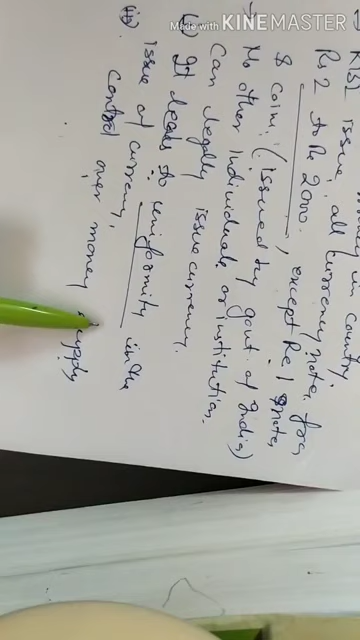 Made with KINEMASTER
money in country.
→ RBI issue all currency notes from
Rs 2 to Rs 2000, except Re 1 note
& coin. (issued by govt. of India)
→ No other individuals or institution,
can legally issue currency.
(i) It leads to uniformity in the
issue of currency,
(ii) Control over money supply